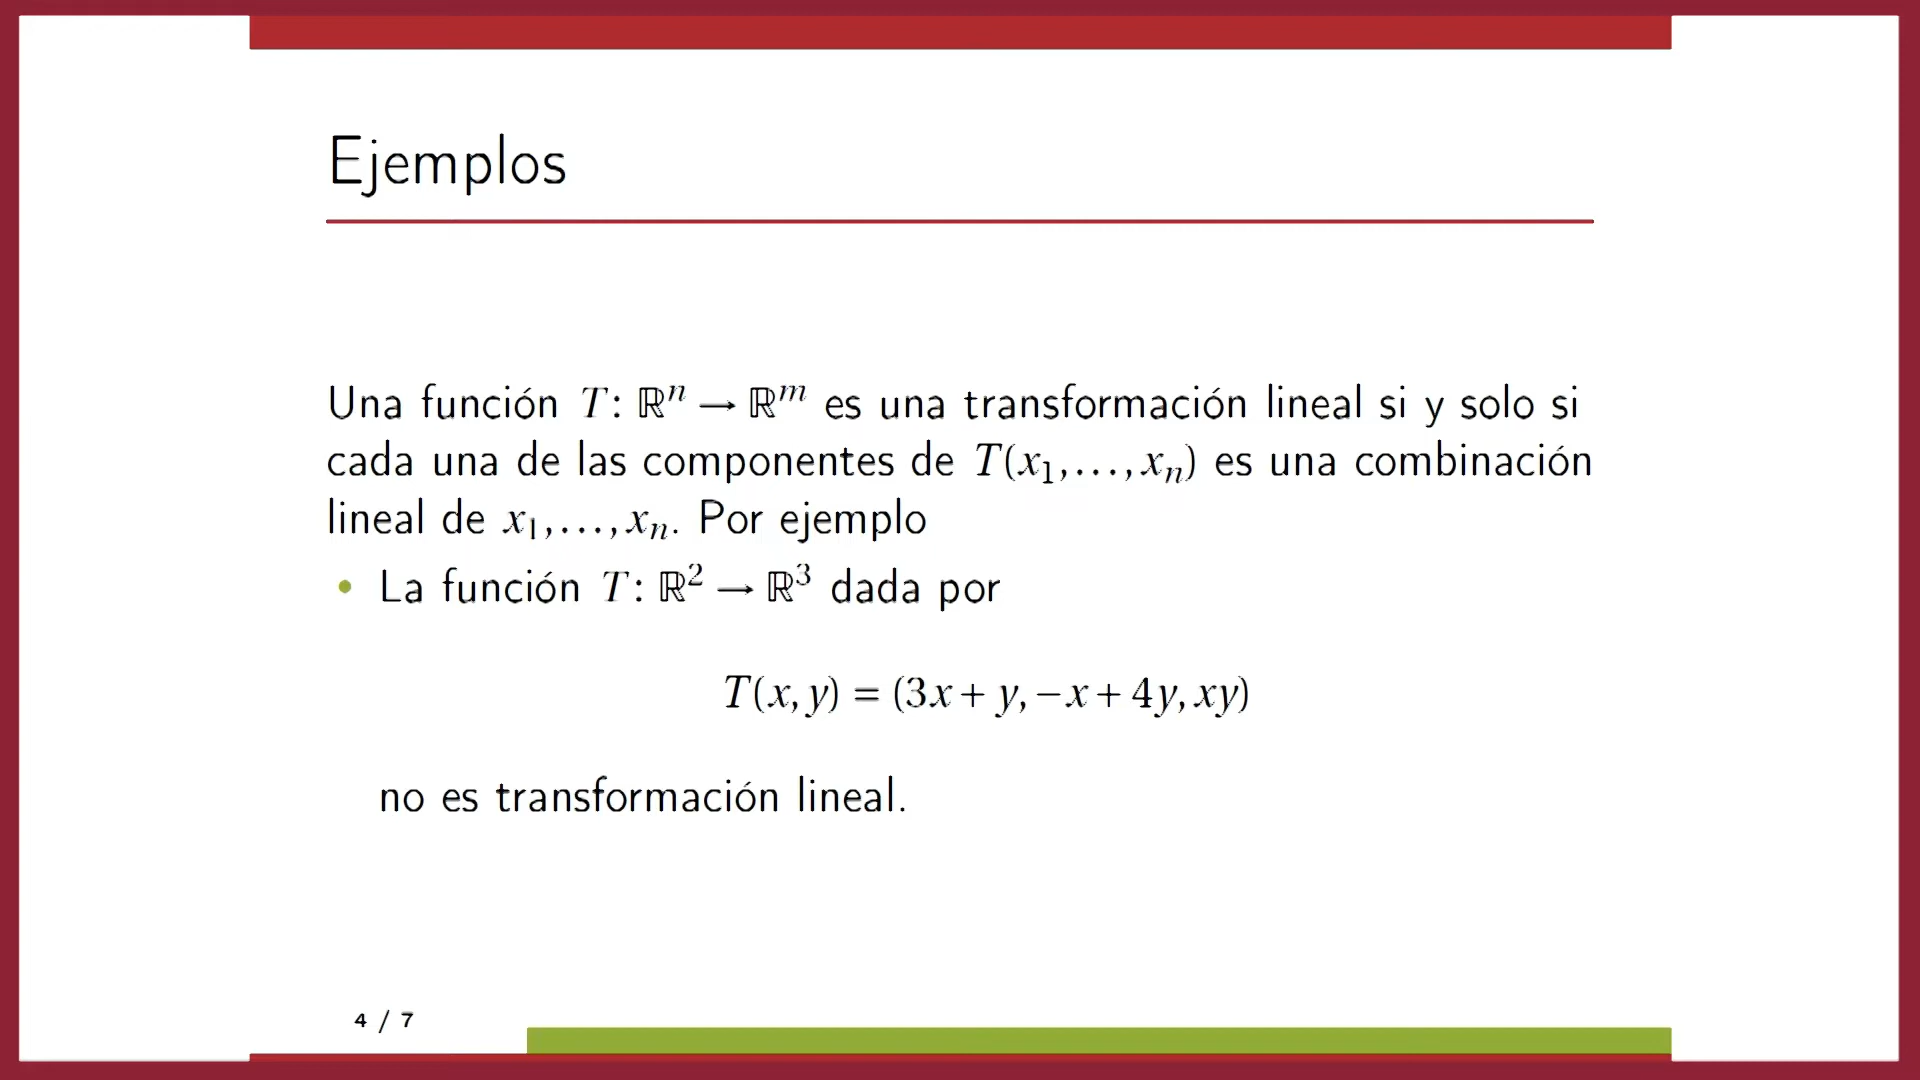 Ejemplos
Una función T: ℝⁿ → ℝᵐ es una transformación lineal si y solo si
cada una de las componentes de T(x₁,...,xₙ) es una combinación
lineal de x₁,...,xₙ. Por ejemplo
• La función T: ℝ² → ℝ³ dada por
T(x, y) = (3x + y, −x + 4y, xy)
no es transformación lineal.
4 / 7